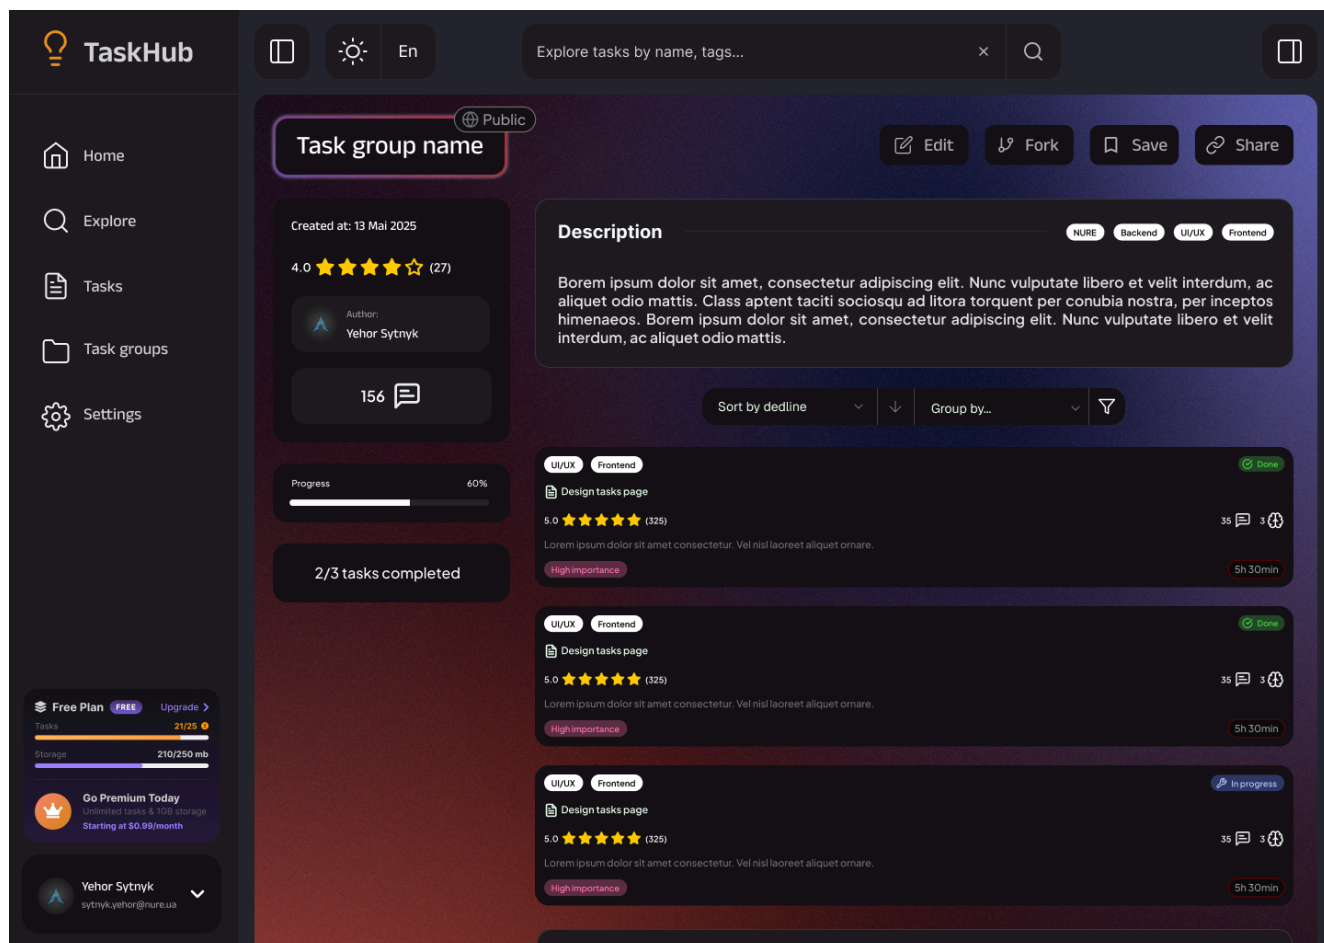 TaskHub
En
Explore tasks by name, tags...
Home
Explore
Tasks
Task groups
Settings
Free Plan FREE Upgrade
Tasks 21/25
Storage 210/250 mb
Go Premium Today
Unlimited tasks & 1GB storage
Starting at $0.99/month
Yehor Sytnyk
sytnyk.yehor@nure.ua
Public
Task group name
Edit Fork Save Share
Created at: 13 Mai 2025
4.0 (27)
Author:
Yehor Sytnyk
156
Progress 60%
2/3 tasks completed
Description NURE Backend UI/UX Frontend
Borem ipsum dolor sit amet, consectetur adipiscing elit. Nunc vulputate libero et velit interdum, ac
aliquet odio mattis. Class aptent taciti sociosqu ad litora torquent per conubia nostra, per inceptos
himenaeos. Borem ipsum dolor sit amet, consectetur adipiscing elit. Nunc vulputate libero et velit
interdum, ac aliquet odio mattis.
Sort by dedline Group by...
UI/UX Frontend Done
Design tasks page
5.0 (325) 35 3
Lorem ipsum dolor sit amet consectetur. Vel nisl laoreet aliquet ornare.
High importance 5h 30min
UI/UX Frontend Done
Design tasks page
5.0 (325) 35 3
Lorem ipsum dolor sit amet consectetur. Vel nisl laoreet aliquet ornare.
High importance 5h 30min
UI/UX Frontend In progress
Design tasks page
5.0 (325) 35 3
Lorem ipsum dolor sit amet consectetur. Vel nisl laoreet aliquet ornare.
High importance 5h 30min